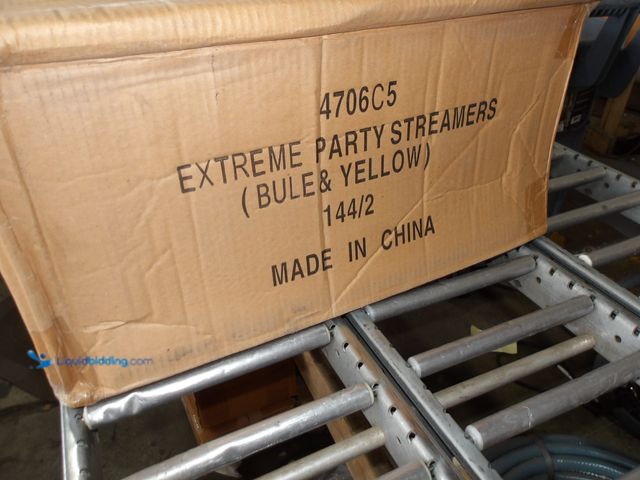 4706C5
EXTREME PARTY STREAMERS
(BULE & YELLOW)
144/2
MADE IN CHINA
Liquidbidding.com